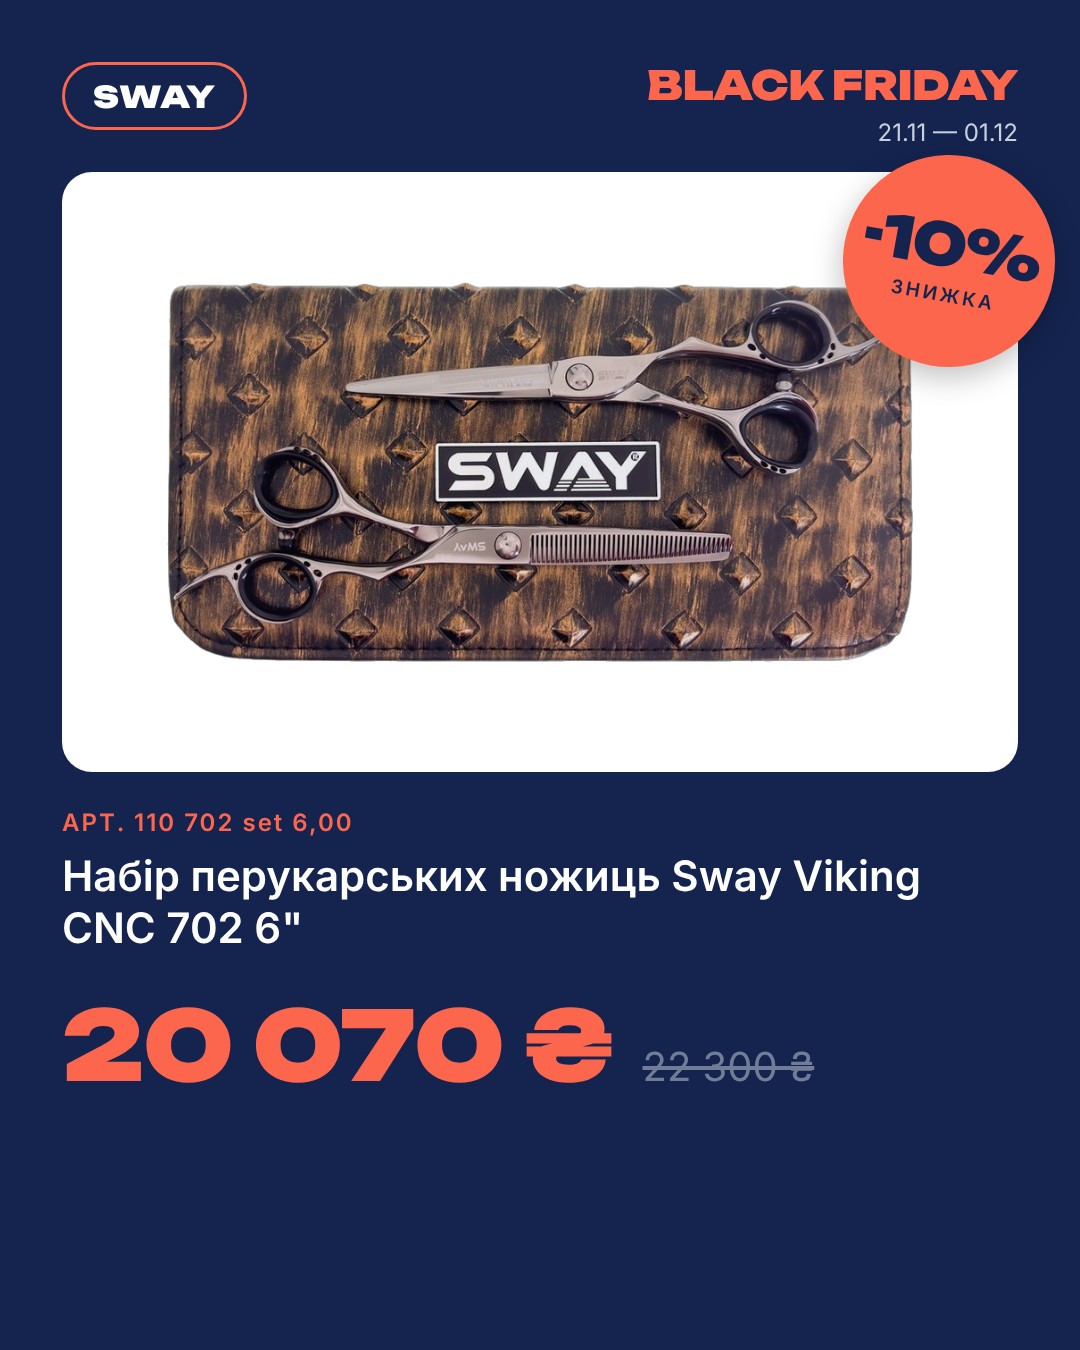 SWAY
BLACK FRIDAY
21.11 — 01.12
-10%
ЗНИЖКА
SWAY
SWAY
АРТ. 110 702 set 6,00
Набір перукарських ножиць Sway Viking
CNC 702 6"
20 070 ₴
22 300 ₴